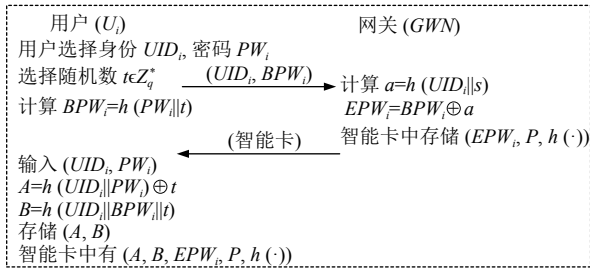 用户 (Uᵢ) 网关 (GWN)
用户选择身份 UIDᵢ, 密码 PWᵢ
选择随机数 t∈Z*q (UIDᵢ, BPWᵢ) 计算 a=h (UIDᵢ||s)
计算 BPWᵢ=h (PWᵢ||t) EPWᵢ=BPWᵢ⊕a
智能卡中存储 (EPWᵢ, P, h (·))
(智能卡)
输入 (UIDᵢ, PWᵢ)
A=h (UIDᵢ||PWᵢ)⊕t
B=h (UIDᵢ||BPWᵢ||t)
存储 (A, B)
智能卡中有 (A, B, EPWᵢ, P, h (·))